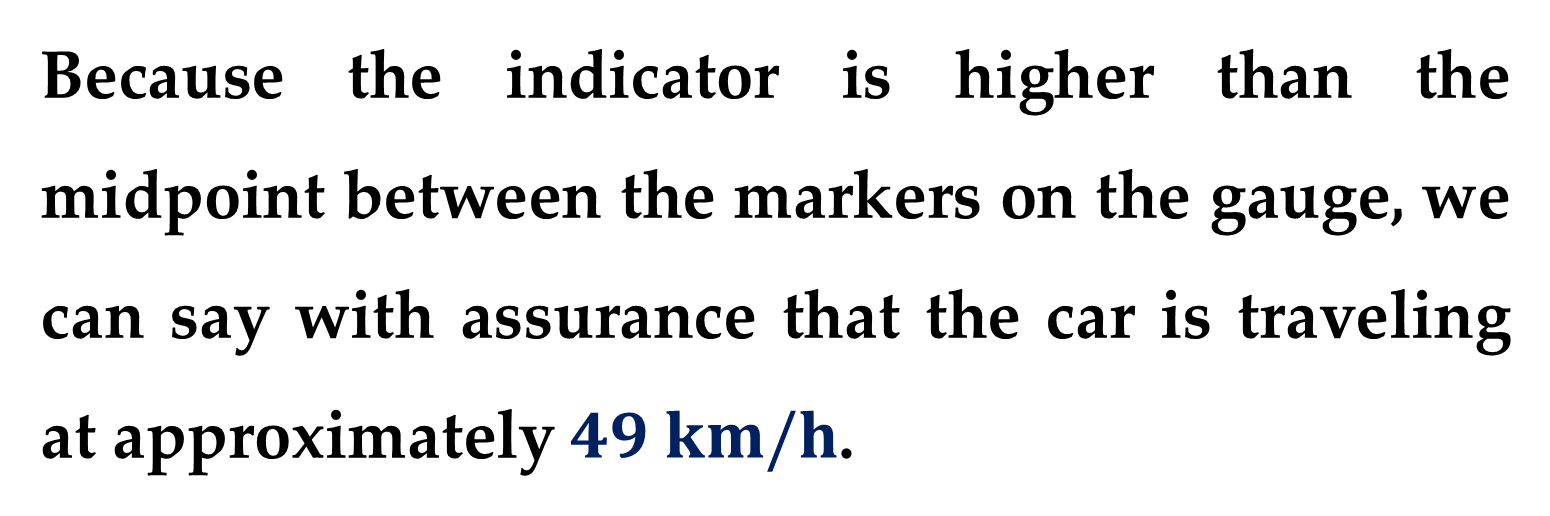 Because the indicator is higher than the
midpoint between the markers on the gauge, we
can say with assurance that the car is traveling
at approximately 49 km/h.